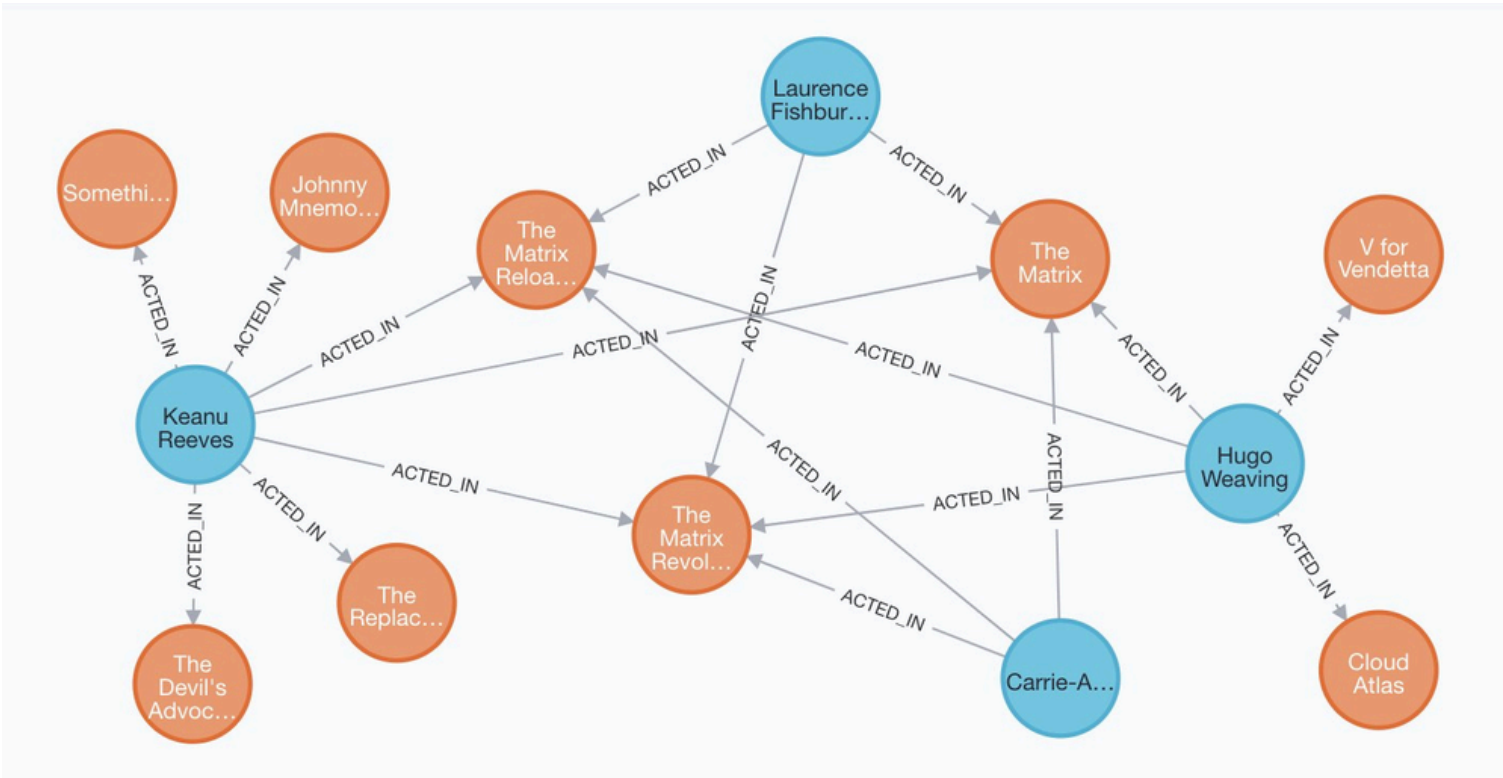 Laurence
Fishbur...
ACTED_IN
ACTED_IN
Somethi...
Johnny
Mnemo...
The
Matrix
Reloa...
The
Matrix
V for
Vendetta
ACTED_IN
ACTED_IN
ACTED_IN
ACTED_IN
ACTED_IN
ACTED_IN
ACTED_IN
ACTED_IN
Keanu
Reeves
ACTED_IN
ACTED_IN
ACTED_IN
ACTED_IN
Hugo
Weaving
ACTED_IN
ACTED_IN
ACTED_IN
The
Matrix
Revol...
ACTED_IN
ACTED_IN
The
Replac...
ACTED_IN
The
Devil's
Advoc...
Carrie-A...
Cloud
Atlas